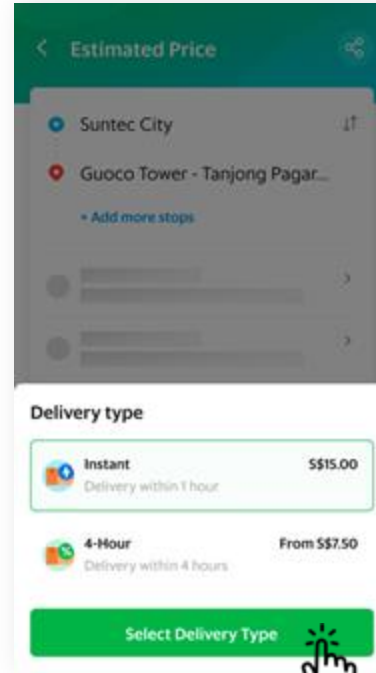 Estimated Price
Suntec City
Guoco Tower - Tanjong Pagar...
+ Add more stops
Delivery type
Instant
S$15.00
Delivery within 1 hour
4-Hour
From S$7.50
Delivery within 4 hours
Select Delivery Type